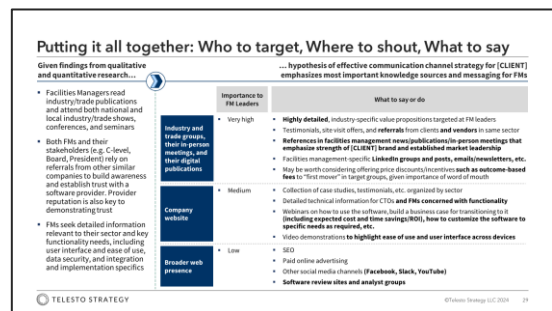 Putting it all together: Who to target, Where to shout, What to say
Given findings from qualitative
and quantitative research…
… hypothesis of effective communication channel strategy for [CLIENT]
emphasizes most important knowledge sources and messaging for FMs
• Facilities Managers read
industry/trade publications
and attend both national and
local industry/trade shows,
conferences, and seminars
• Both FMs and their
stakeholders (e.g. C-level,
Board, President) rely on
referrals from other similar
companies to build awareness
and establish trust with a
software provider. Provider
reputation is also key to
demonstrating trust
• FMs seek detailed information
relevant to their sector and key
functionality needs, including
user interface and ease of use,
data security, and integration
and implementation specifics
Importance to
FM Leaders
What to say or do
Industry and
trade groups,
their in-person
meetings, and
their digital
publications
• Very high
• Highly detailed, industry-specific value propositions targeted at FM leaders
• Testimonials, site visit offers, and referrals from clients and vendors in same sector
• References in facilities management news/publications/in-person meetings that
emphasize strength of [CLIENT] brand and established market leadership
• Facilities management-specific LinkedIn groups and posts, emails/newsletters, etc.
• May be worth considering offering price discounts/incentives such as outcome-based
fees to “first mover” in target groups, given importance of word of mouth
Company
website
• Medium
• Collection of case studies, testimonials, etc. organized by sector
• Detailed technical information for CTOs and FMs concerned with functionality
• Webinars on how to use the software, build a business case for transitioning to it
(including expected cost and time savings/ROI), how to customize the software to
specific needs as required, etc.
• Video demonstrations to highlight ease of use and user interface across devices
Broader web
presence
• Low
• SEO
• Paid online advertising
• Other social media channels (Facebook, Slack, YouTube)
• Software review sites and analyst groups
TELESTO STRATEGY
©Telesto Strategy LLC 2024
29